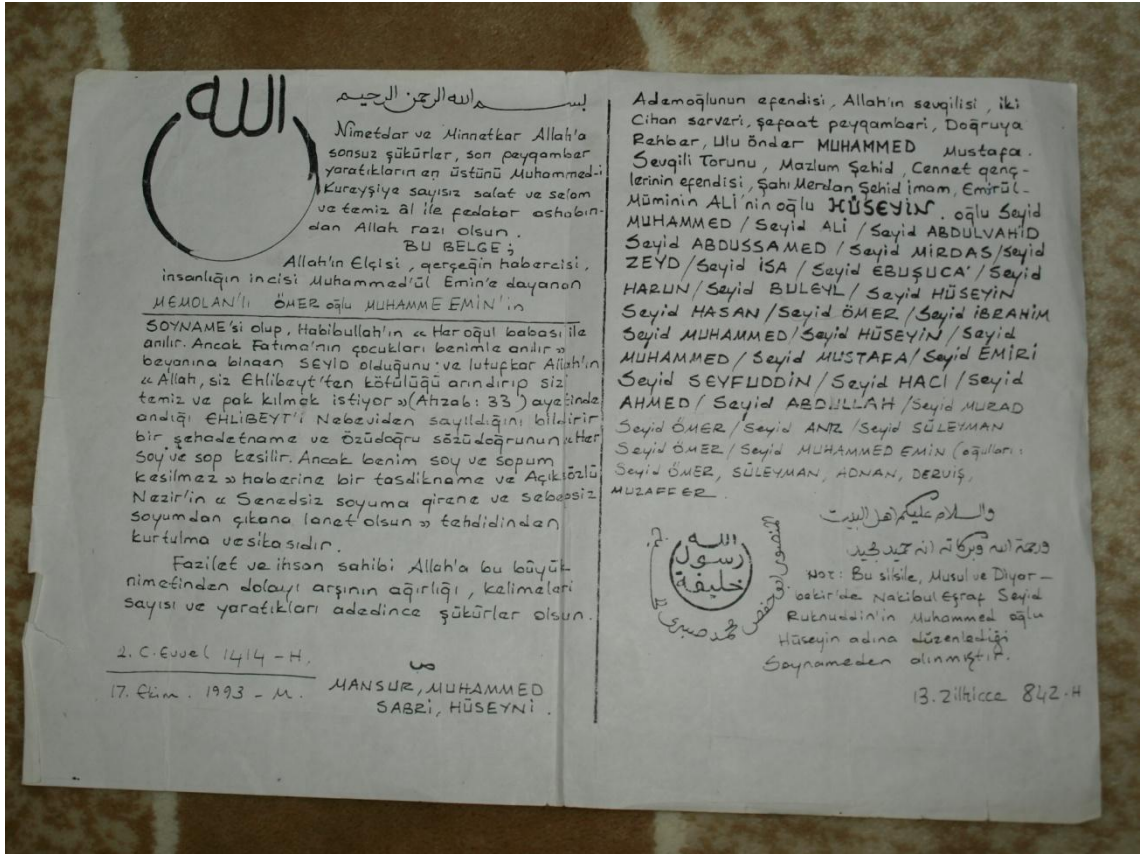 الله
بسم الله الرحمن الرحيم
Nimetdar ve Minnetkar Allah'a
sonsuz şükürler, son peygamber
yaratıkların en üstünü Muhammed-i
Kureyşiye sayısız salat ve selam
ve temiz âl ile fedakar ashabın-
dan Allah razı olsun.
BU BELGE;
Allah'ın Elçisi, gerçeğin habercisi,
insanlığın incisi Muhammed'ül Emin'e dayanan
MEMOLAN'lı ÖMER oğlu MUHAMME EMİN'in
SOYNAME'si olup, Habibullah'ın « Her oğul babası ile
anılır. Ancak Fatıma'nın çocukları benimle anılır »
beyanına binaen SEYİD olduğunu ve lutufkar Allah'ın
« Allah, siz Ehlibeyt'ten kötülüğü arındırıp sizi
temiz ve pak kılmak istiyor » (Ahzab: 33) ayetinde
andığı EHLİBEYT'i Nebeviden sayıldığını bildirir
bir şehadetname ve özüdoğru sözüdoğrunun « Her
soy ve sop kesilir. Ancak benim soy ve sopum
kesilmez » haberine bir tasdikname ve Açık sözlü
Nezir'in « Senedsiz soyuma girene ve sebebsiz
soyumdan çıkana lanet olsun » tehdidinden
kurtulma vesikasıdır.
Fazilet ve ihsan sahibi Allah'a bu büyük
nimetinden dolayı arşının ağırlığı, kelimeleri
sayısı ve yaratıkları adedince şükürler olsun.
2. C. Evvel 1414 - H.
17. Ekim. 1993 - M.
MANSUR, MUHAMMED
SABRİ, HÜSEYNİ.
Ademoğlunun efendisi, Allah'ın sevgilisi, iki
Cihan serveri, şefaat peygamberi, Doğruya
Rehber, Ulu önder MUHAMMED Mustafa.
Sevgili Torunu, Mazlum Şehid, Cennet genç-
lerinin efendisi, Şahı Merdan Şehid İmam, Emirül-
Müminin ALİ'nin oğlu HÜSEYİN. oğlu Seyid
MUHAMMED / Seyid ALİ / Seyid ABDULVAHİD
Seyid ABDUSSAMED / Seyid MİRDAS / Seyid
ZEYD / Seyid İSA / Seyid EBUŞUCA' / Seyid
HARUN / Seyid BULEYL / Seyid HÜSEYİN
Seyid HASAN / Seyid ÖMER / Seyid İBRAHİM
Seyid MUHAMMED / Seyid HÜSEYİN / Seyid
MUHAMMED / Seyid MUSTAFA / Seyid EMİRİ
Seyid SEYFUDDİN / Seyid HACI / Seyid
AHMED / Seyid ABDULLAH / Seyid MURAD
Seyid ÖMER / Seyid / Seyid SÜLEYMAN
Seyid ÖMER / Seyid MUHAMMED EMİN (oğulları:
Seyid ÖMER, SÜLEYMAN, ADNAN, DERVİŞ,
MUZAFFER
والسلام عليكم اهل البيت
ورحمة الله وبركاته انه حميد مجيد
الله
رسول
خليفة
محمد صبري
NOT: Bu silsile, Musul ve Diyar-
bekir'de Nakibul Eşraf Seyid
Ruknuddin'in Muhammed oğlu
Hüseyin adına düzenlediği
Soynameden alınmıştır.
13. Zilhicce 842-H